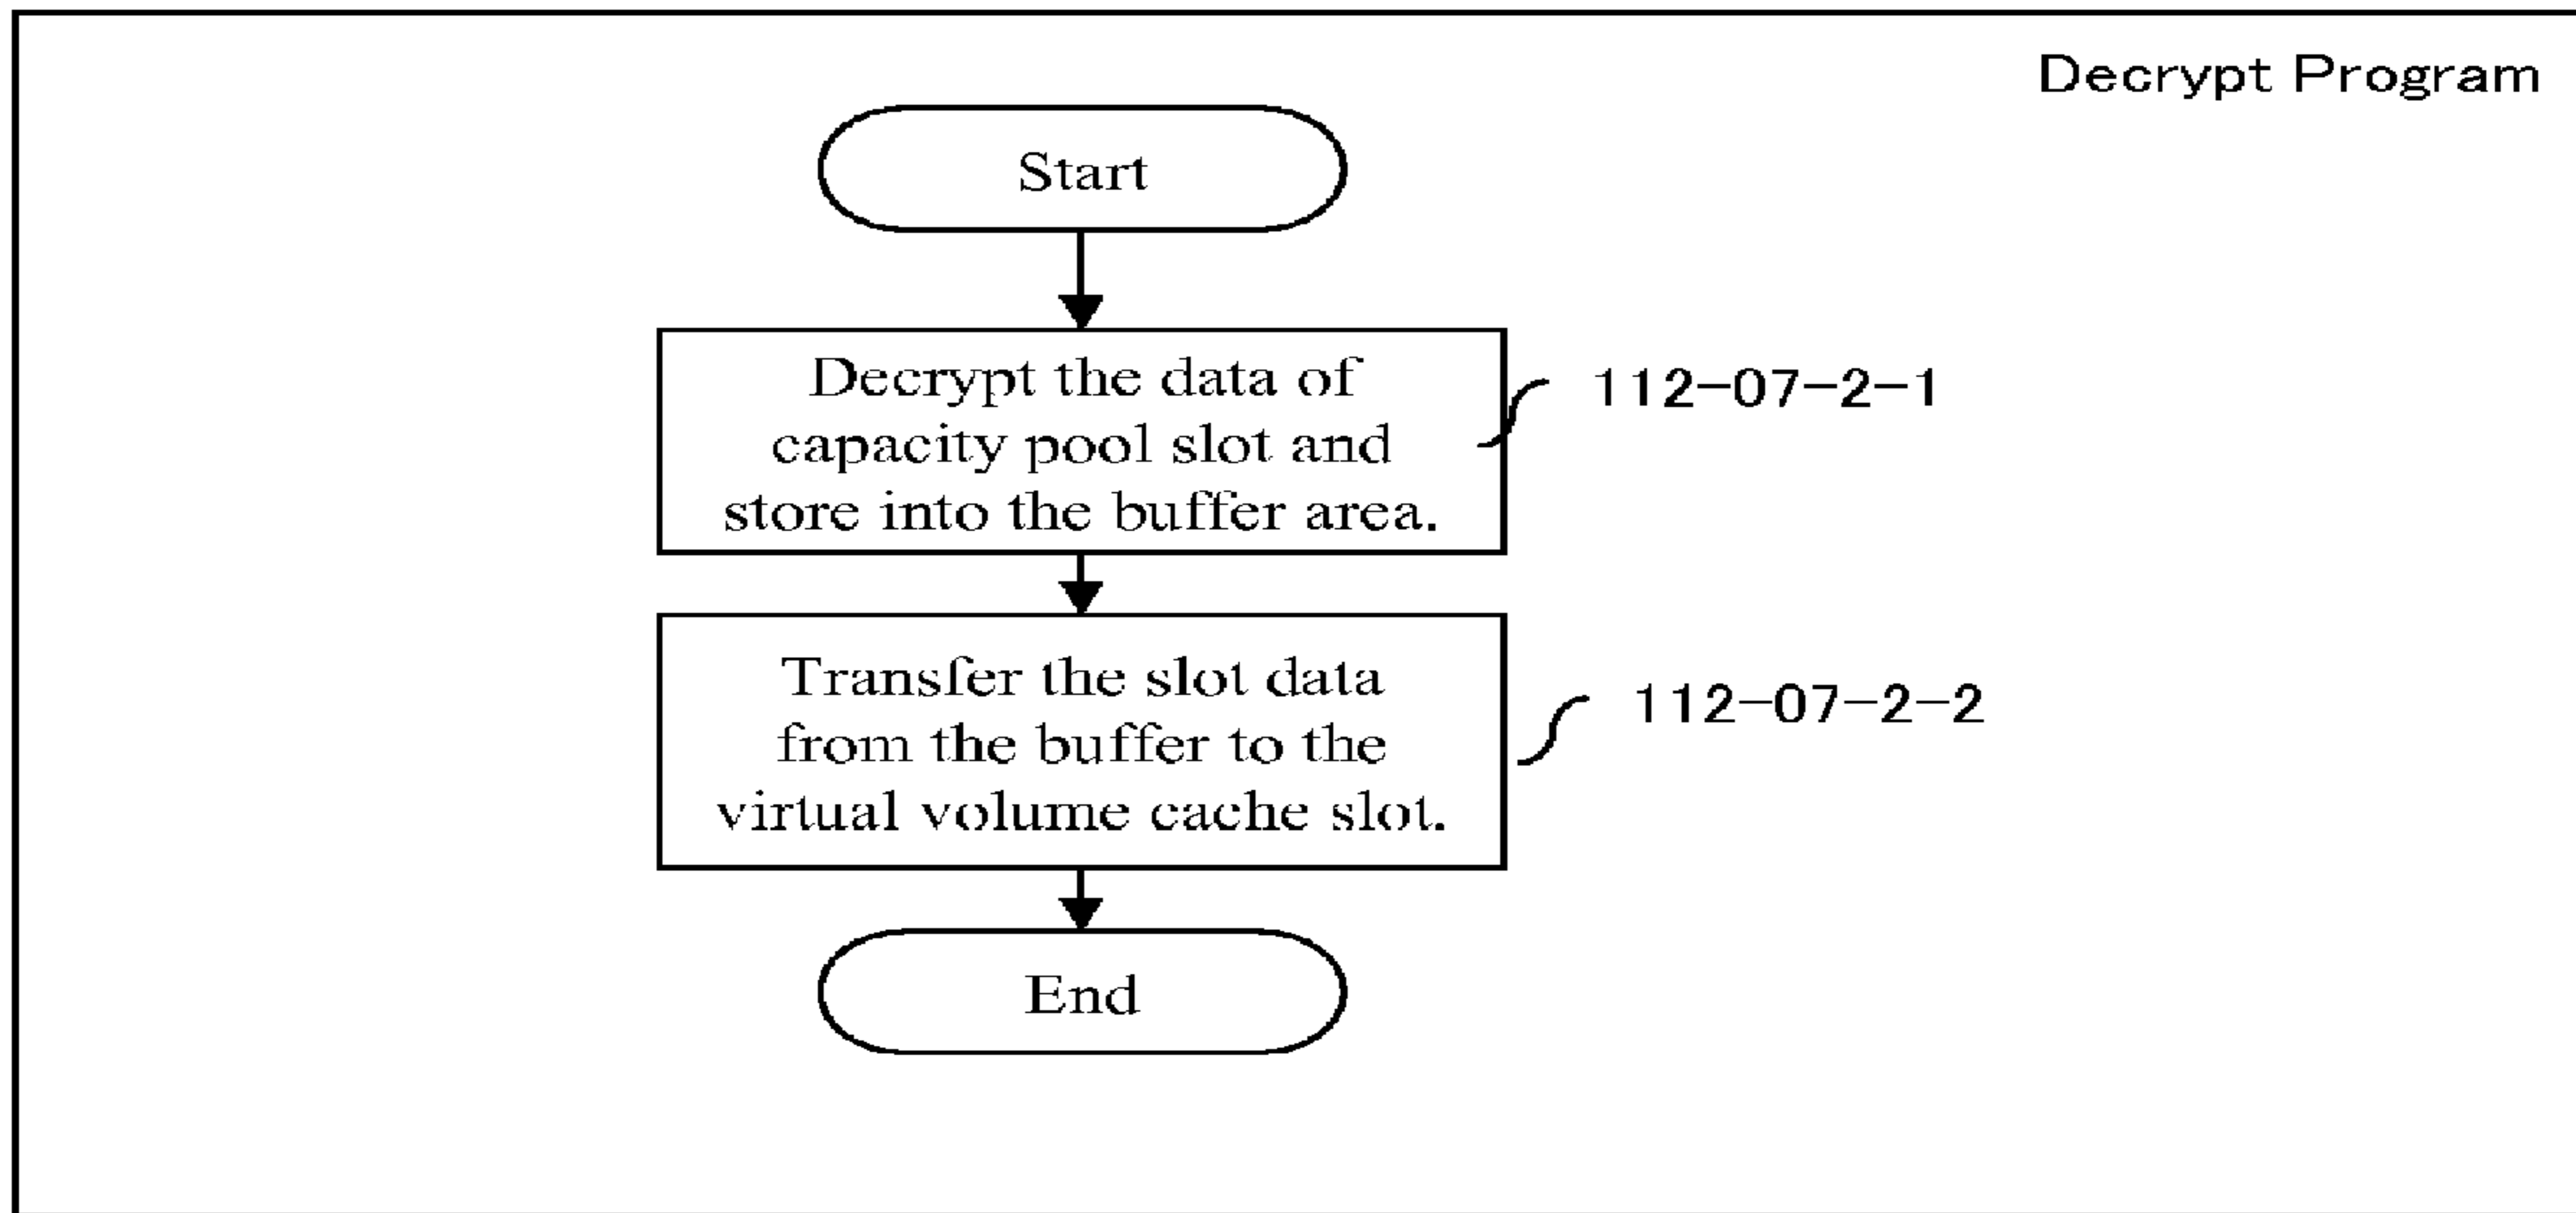 Decrypt Program
Start
Decrypt the data of
capacity pool slot and
store into the buffer area.
112-07-2-1
Transfer the slot data
from the buffer to the
virtual volume cache slot.
112-07-2-2
End